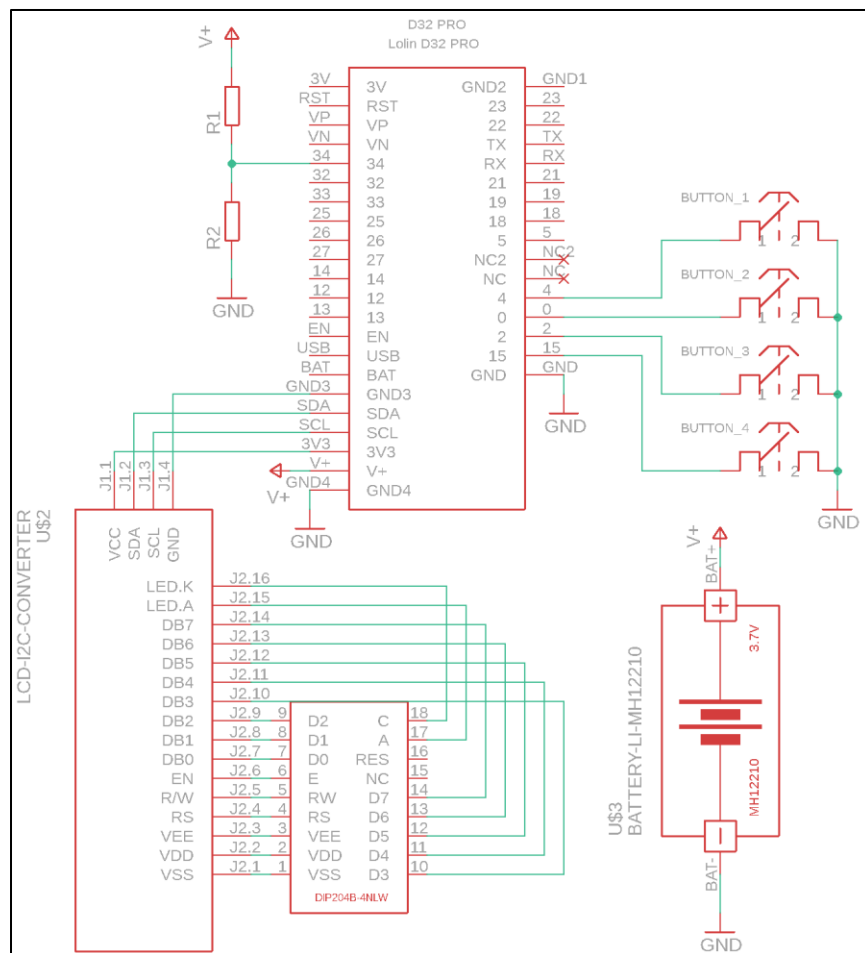 D32 PRO
Lolin D32 PRO
V+
R1
R2
GND
3V 3V
RST RST
VP VP
VN VN
34 34
32 32
33 33
25 25
26 26
27 27
14 14
12 12
13 13
EN EN
USB USB
BAT BAT
GND3 GND3
SDA SDA
SCL SCL
3V3 3V3
V+ V+
GND4 GND4
V+
GND
GND2 GND1
23 23
22 22
TX TX
RX RX
21 21
19 19
18 18
5 5
NC2 NC2
NC NC
4 4
0 0
2 2
15 15
GND GND
GND
BUTTON_1
1 2
BUTTON_2
1 2
BUTTON_3
1 2
BUTTON_4
1 2
GND
LCD-I2C-CONVERTER
U$2
J1.1 J1.2 J1.3 J1.4
VCC SDA SCL GND
LED.K J2.16
LED.A J2.15
DB7 J2.14
DB6 J2.13
DB5 J2.12
DB4 J2.11
DB3 J2.10
DB2 J2.9
DB1 J2.8
DB0 J2.7
EN J2.6
R/W J2.5
RS J2.4
VEE J2.3
VDD J2.2
VSS J2.1
9 D2 C 18
8 D1 A 17
7 D0 RES 16
6 E NC 15
5 RW D7 14
4 RS D6 13
3 VEE D5 12
2 VDD D4 11
1 VSS D3 10
DIP204B-4NLW
V+
BAT+
3.7V
MH12210
U$3
BATTERY-LI-MH12210
BAT-
GND